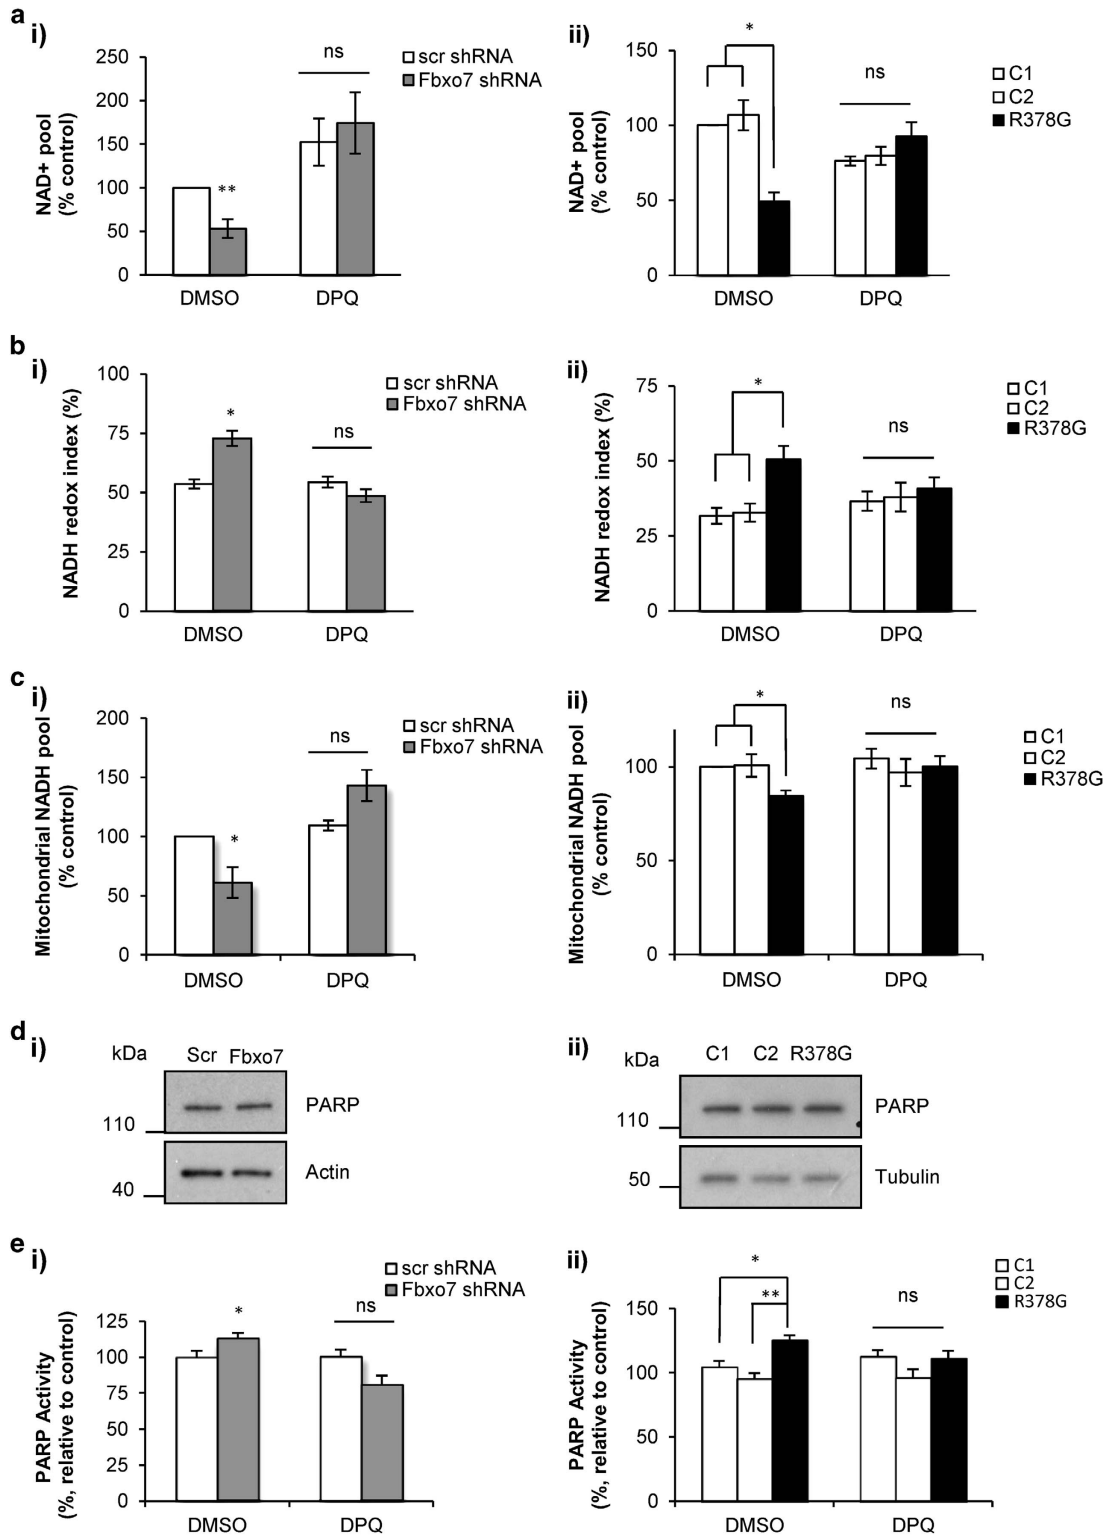 a
i)
NAD+ pool
(% control)
250
200
150
100
50
0
**
ns
DMSO
DPQ
scr shRNA
Fbxo7 shRNA
ii)
NAD+ pool
(% control)
150
100
50
0
*
ns
DMSO
DPQ
C1
C2
R378G
b
i)
NADH redox index (%)
100
75
50
25
0
*
ns
DMSO
DPQ
scr shRNA
Fbxo7 shRNA
ii)
NADH redox index (%)
75
50
25
0
*
ns
DMSO
DPQ
C1
C2
R378G
c
i)
Mitochondrial NADH pool
(% control)
200
150
100
50
0
*
ns
DMSO
DPQ
scr shRNA
Fbxo7 shRNA
ii)
Mitochondrial NADH pool
(% control)
100
50
0
*
ns
DMSO
DPQ
C1
C2
R378G
d
i)
kDa
Scr Fbxo7
110
PARP
40
Actin
ii)
kDa
C1 C2 R378G
110
PARP
50
Tubulin
e
i)
PARP Activity
(%, relative to control)
125
100
75
50
25
0
*
ns
DMSO
DPQ
scr shRNA
Fbxo7 shRNA
ii)
PARP Activity
(%, relative to control)
150
100
50
0
*
**
ns
DMSO
DPQ
C1
C2
R378G